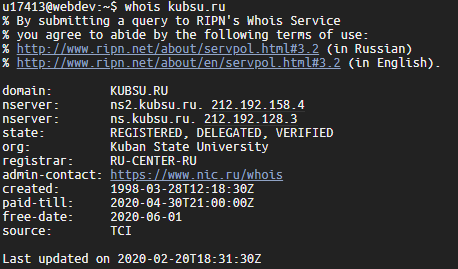 u17413@webdev:~$ whois kubsu.ru
% By submitting a query to RIPN's Whois Service
% you agree to abide by the following terms of use:
% http://www.ripn.net/about/servpol.html#3.2 (in Russian)
% http://www.ripn.net/about/en/servpol.html#3.2 (in English).
domain: KUBSU.RU
nserver: ns2.kubsu.ru. 212.192.158.4
nserver: ns.kubsu.ru. 212.192.128.3
state: REGISTERED, DELEGATED, VERIFIED
org: Kuban State University
registrar: RU-CENTER-RU
admin-contact: https://www.nic.ru/whois
created: 1998-03-28T12:18:30Z
paid-till: 2020-04-30T21:00:00Z
free-date: 2020-06-01
source: TCI
Last updated on 2020-02-20T18:31:30Z